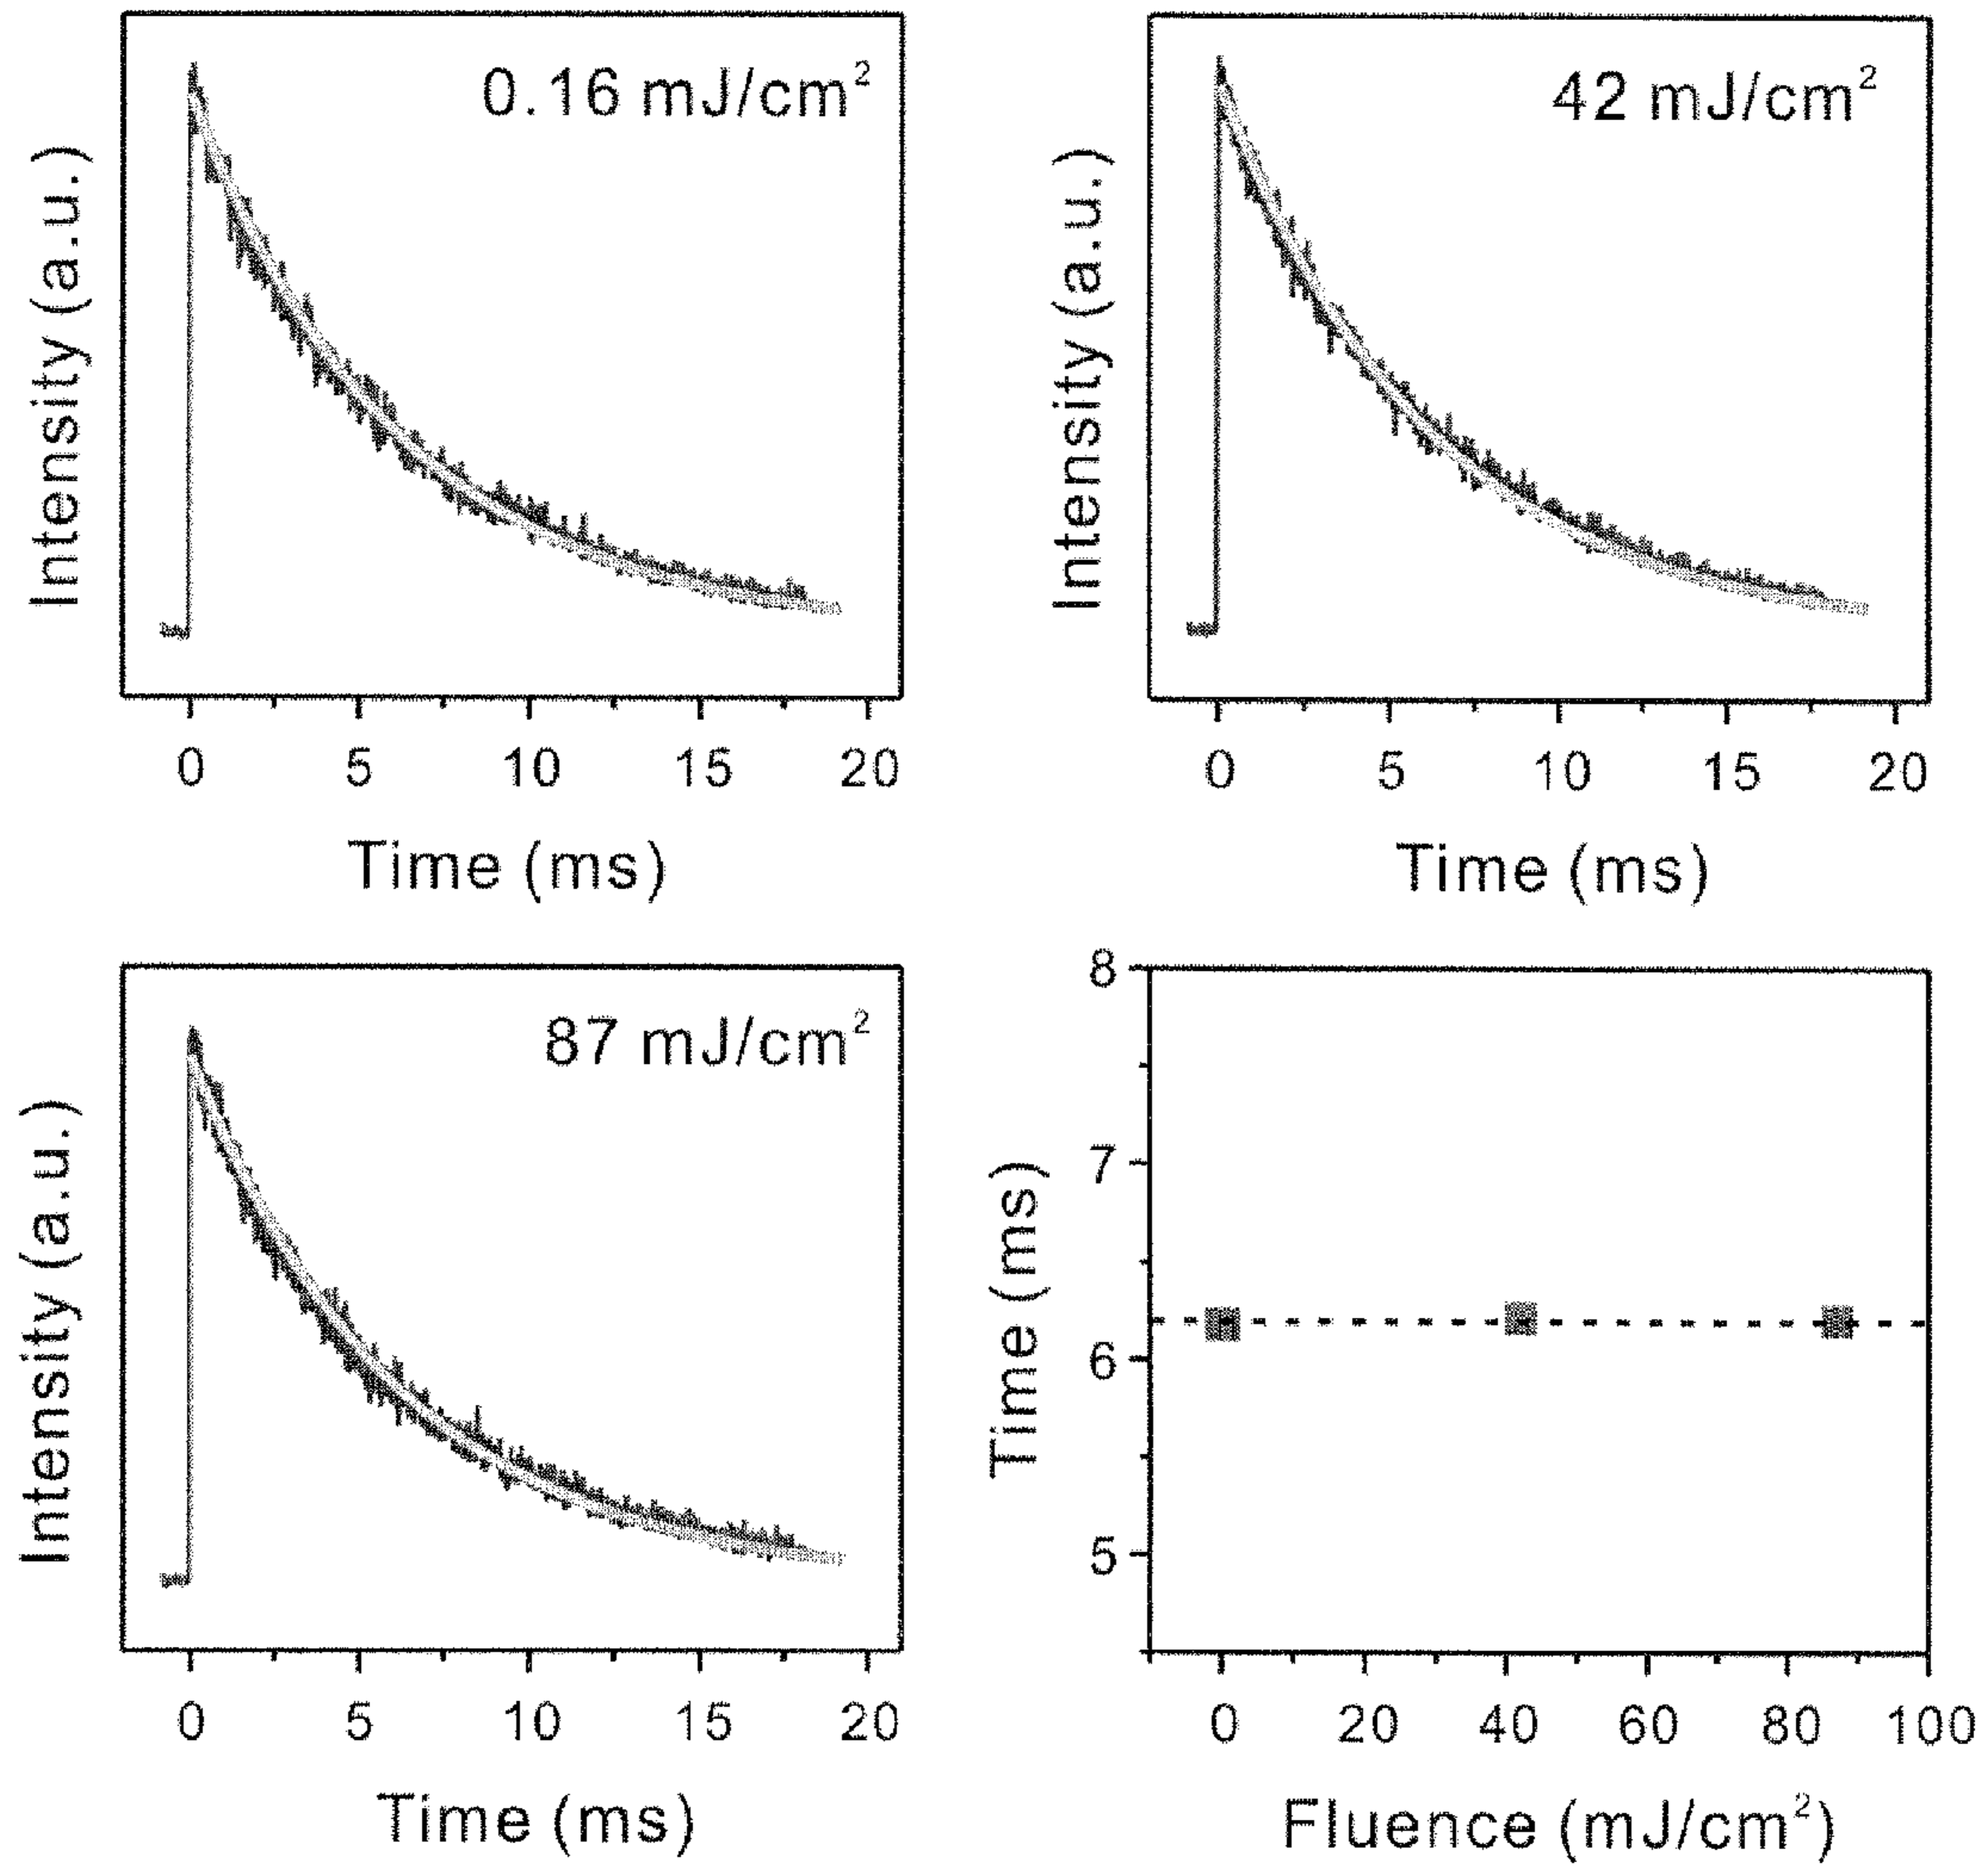 0.16 mJ/cm²
Intensity (a.u.)
0 5 10 15 20
Time (ms)
42 mJ/cm²
Intensity (a.u.)
0 5 10 15 20
Time (ms)
87 mJ/cm²
Intensity (a.u.)
0 5 10 15 20
Time (ms)
8
7
6
5
Time (ms)
0 20 40 60 80 100
Fluence (mJ/cm²)